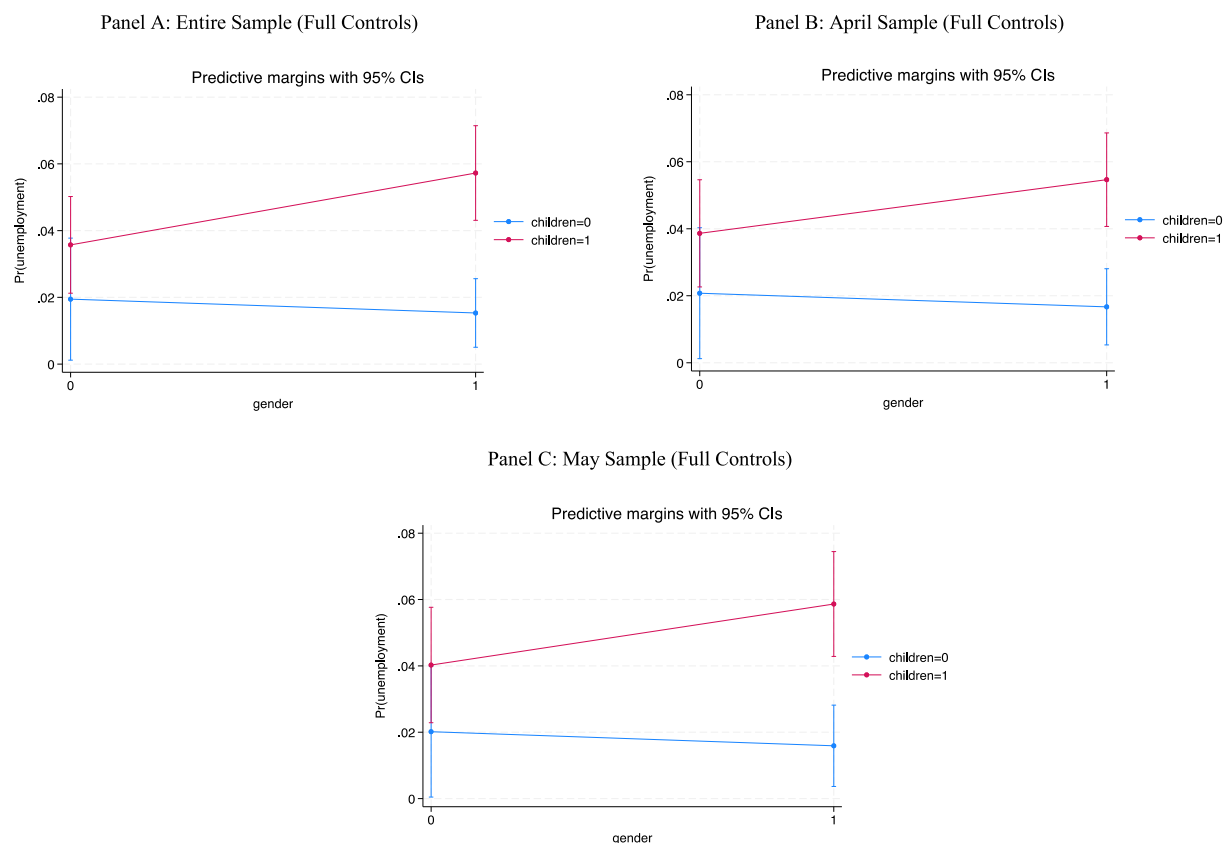 Panel A: Entire Sample (Full Controls)
Predictive margins with 95% CIs
.08
.06
.04
.02
0
Pr(unemployment)
0
1
gender
children=0
children=1
Panel B: April Sample (Full Controls)
Predictive margins with 95% CIs
.08
.06
.04
.02
0
Pr(unemployment)
0
1
gender
children=0
children=1
Panel C: May Sample (Full Controls)
Predictive margins with 95% CIs
.08
.06
.04
.02
0
Pr(unemployment)
0
1
gender
children=0
children=1